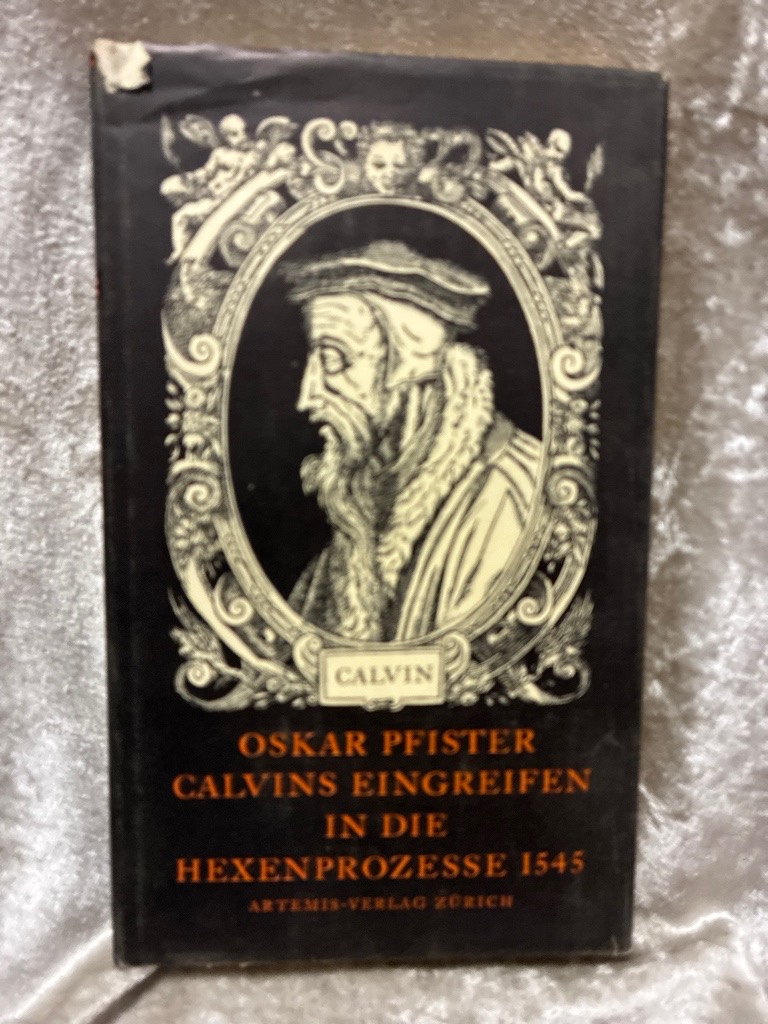 CALVIN
OSKAR PFISTER
CALVINS EINGREIFEN
IN DIE
HEXENPROZESSE 1545
ARTEMIS-VERLAG ZÜRICH